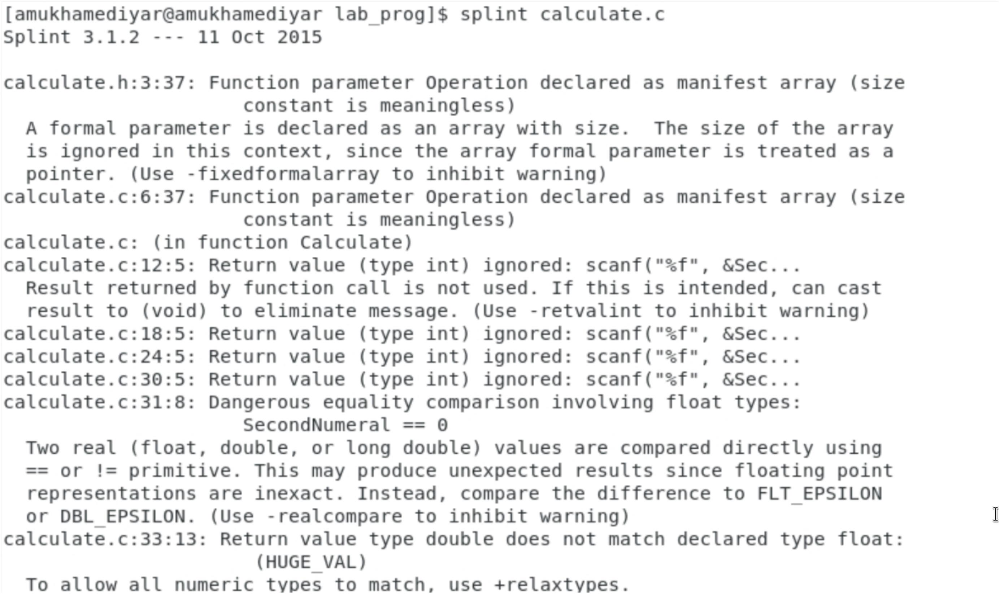 [amukhamediyar@amukhamediyar lab_prog]$ splint calculate.c
Splint 3.1.2 --- 11 Oct 2015

calculate.h:3:37: Function parameter Operation declared as manifest array (size
                     constant is meaningless)
  A formal parameter is declared as an array with size.  The size of the array
  is ignored in this context, since the array formal parameter is treated as a
  pointer. (Use -fixedformalarray to inhibit warning)
calculate.c:6:37: Function parameter Operation declared as manifest array (size
                     constant is meaningless)
calculate.c: (in function Calculate)
calculate.c:12:5: Return value (type int) ignored: scanf("%f", &Sec...
  Result returned by function call is not used. If this is intended, can cast
  result to (void) to eliminate message. (Use -retvalint to inhibit warning)
calculate.c:18:5: Return value (type int) ignored: scanf("%f", &Sec...
calculate.c:24:5: Return value (type int) ignored: scanf("%f", &Sec...
calculate.c:30:5: Return value (type int) ignored: scanf("%f", &Sec...
calculate.c:31:8: Dangerous equality comparison involving float types:
                     SecondNumeral == 0
  Two real (float, double, or long double) values are compared directly using
  == or != primitive. This may produce unexpected results since floating point
  representations are inexact. Instead, compare the difference to FLT_EPSILON
  or DBL_EPSILON. (Use -realcompare to inhibit warning)
calculate.c:33:13: Return value type double does not match declared type float:
                      (HUGE_VAL)
  To allow all numeric types to match, use +relaxtypes.